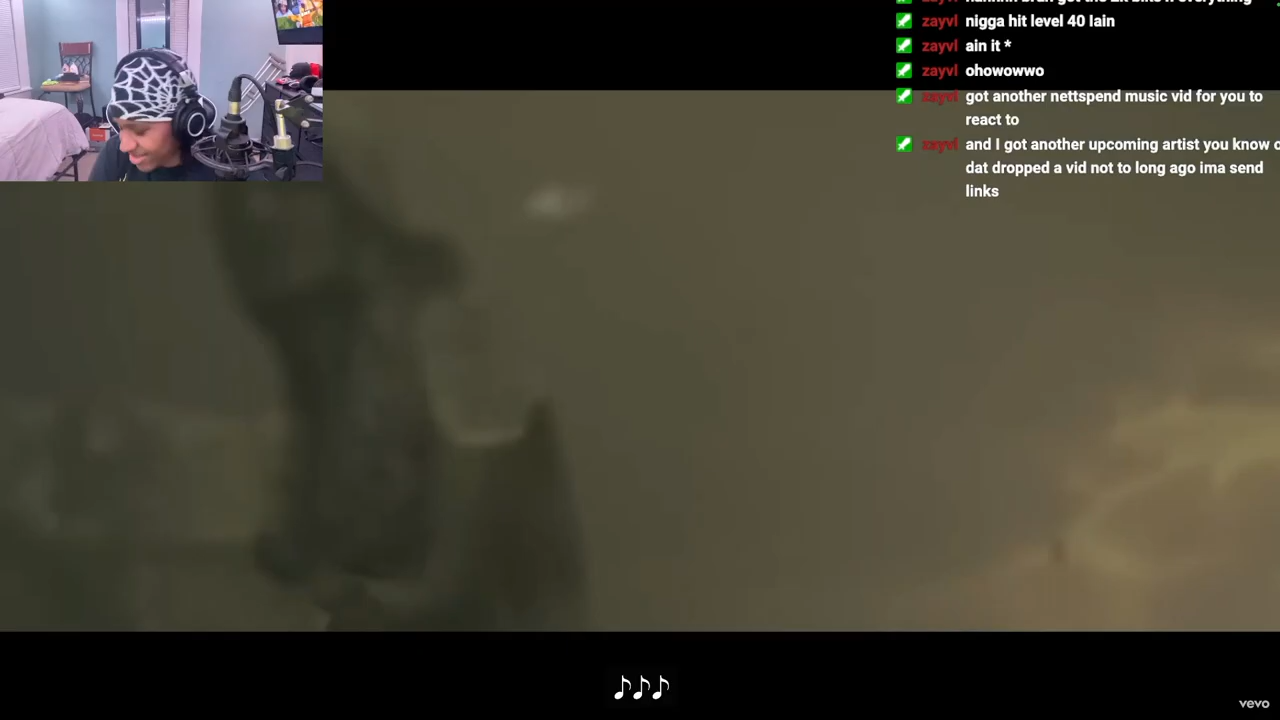 zayvl nigga hit level 40 lain
zayvl ain it *
zayvl ohowowwo
zayvl got another nettspend music vid for you to
react to
zayvl and I got another upcoming artist you know
dat dropped a vid not to long ago ima send
links
♪♪♪
vevo